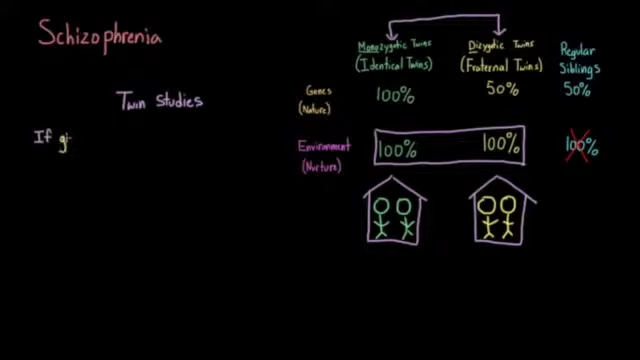 Schizophrenia
Twin Studies
If
Monozygotic Twins
(Identical Twins)
Dizygotic Twins
(Fraternal Twins)
Regular
Siblings
Genes
(Nature)
100%
50%
50%
Environment
(Nurture)
100%
100%
100%